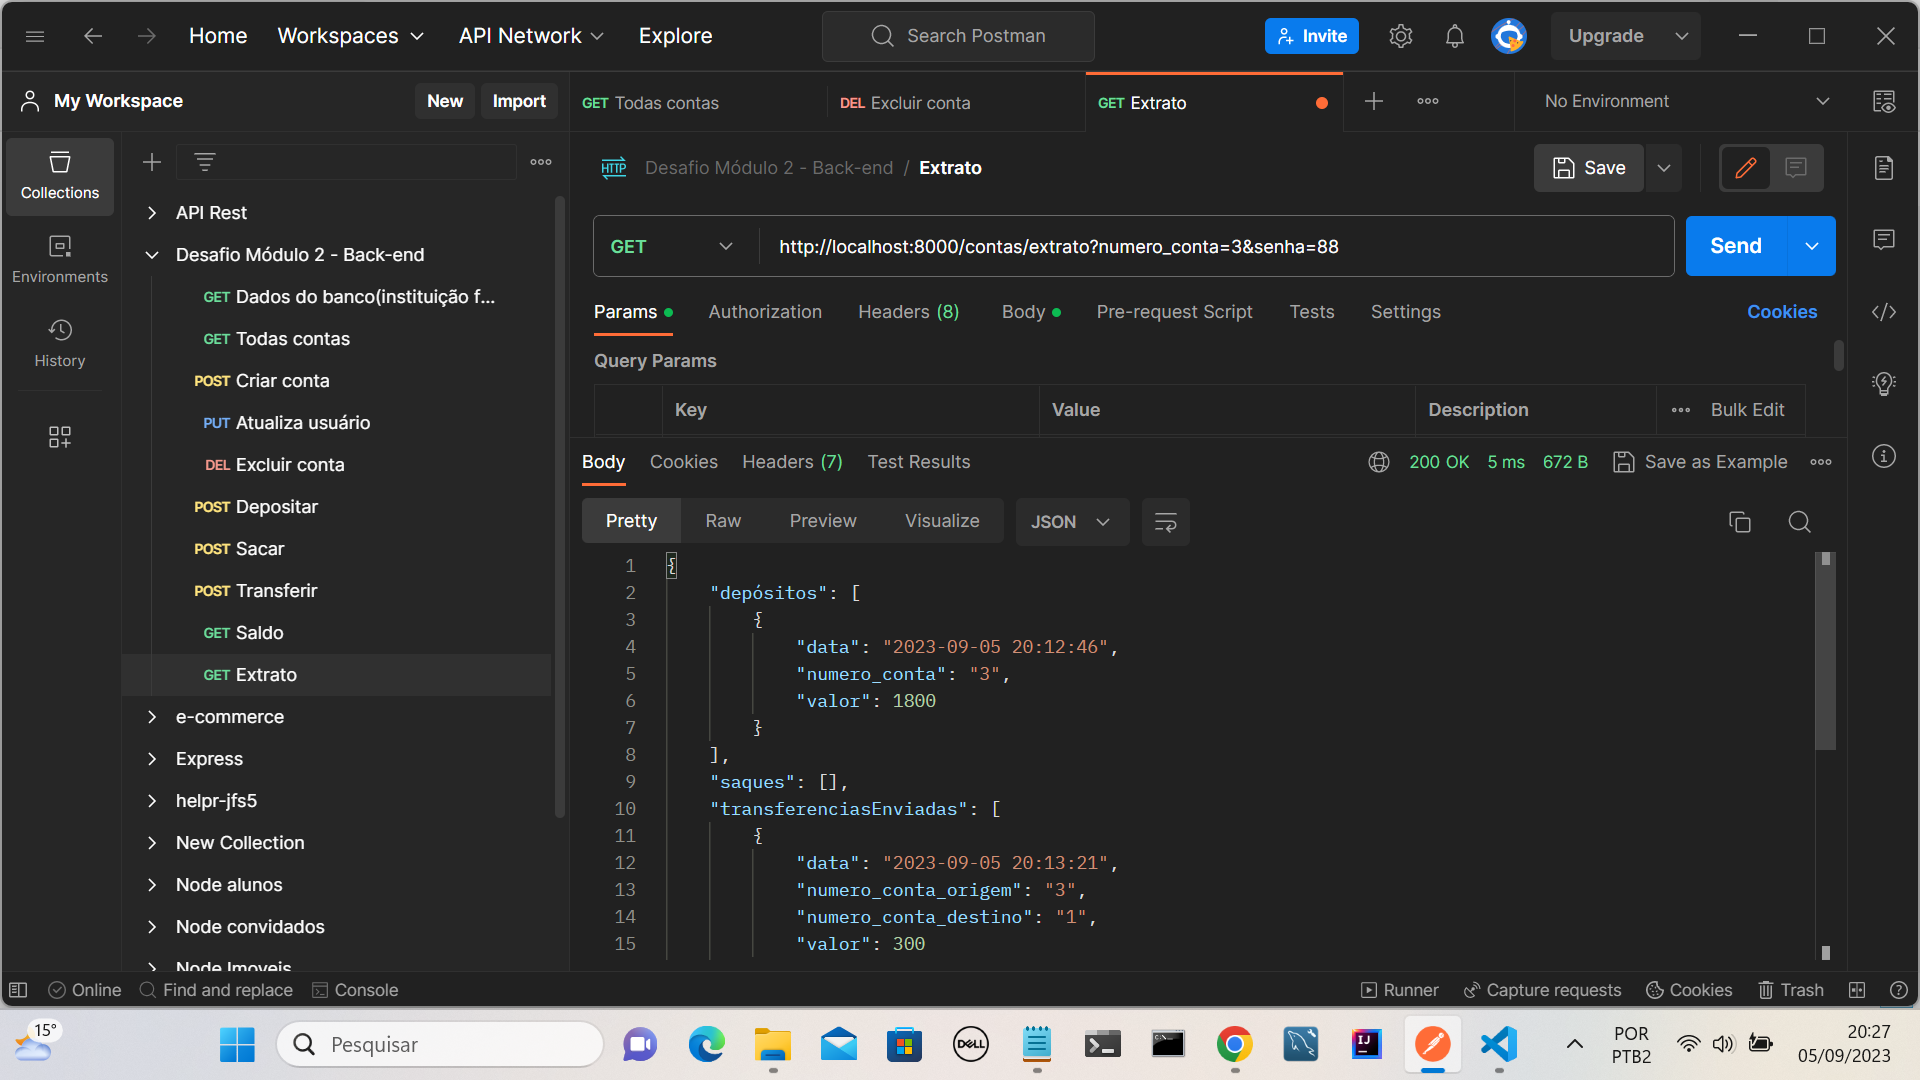 Home
Workspaces
API Network
Explore
Search Postman
Invite
Upgrade
My Workspace
New
Import
GET Todas contas
DEL Excluir conta
GET Extrato
No Environment
Collections
Environments
History
API Rest
Desafio Módulo 2 - Back-end
GET Dados do banco(instituição f...
GET Todas contas
POST Criar conta
PUT Atualiza usuário
DEL Excluir conta
POST Depositar
POST Sacar
POST Transferir
GET Saldo
GET Extrato
e-commerce
Express
helpr-jfs5
New Collection
Node alunos
Node convidados
Node Imoveis
HTTP
Desafio Módulo 2 - Back-end / Extrato
Save
GET
http://localhost:8000/contas/extrato?numero_conta=3&senha=88
Send
Params
Authorization
Headers (8)
Body
Pre-request Script
Tests
Settings
Cookies
Query Params
Key
Value
Description
Bulk Edit
Body
Cookies
Headers (7)
Test Results
200 OK
5 ms
672 B
Save as Example
Pretty
Raw
Preview
Visualize
JSON
1 {
2 "depósitos": [
3 {
4 "data": "2023-09-05 20:12:46",
5 "numero_conta": "3",
6 "valor": 1800
7 }
8 ],
9 "saques": [],
10 "transferenciasEnviadas": [
11 {
12 "data": "2023-09-05 20:13:21",
13 "numero_conta_origem": "3",
14 "numero_conta_destino": "1",
15 "valor": 300
Online
Find and replace
Console
Runner
Capture requests
Cookies
Trash
15°
Pesquisar
DELL
IJ
POR
PTB2
20:27
05/09/2023